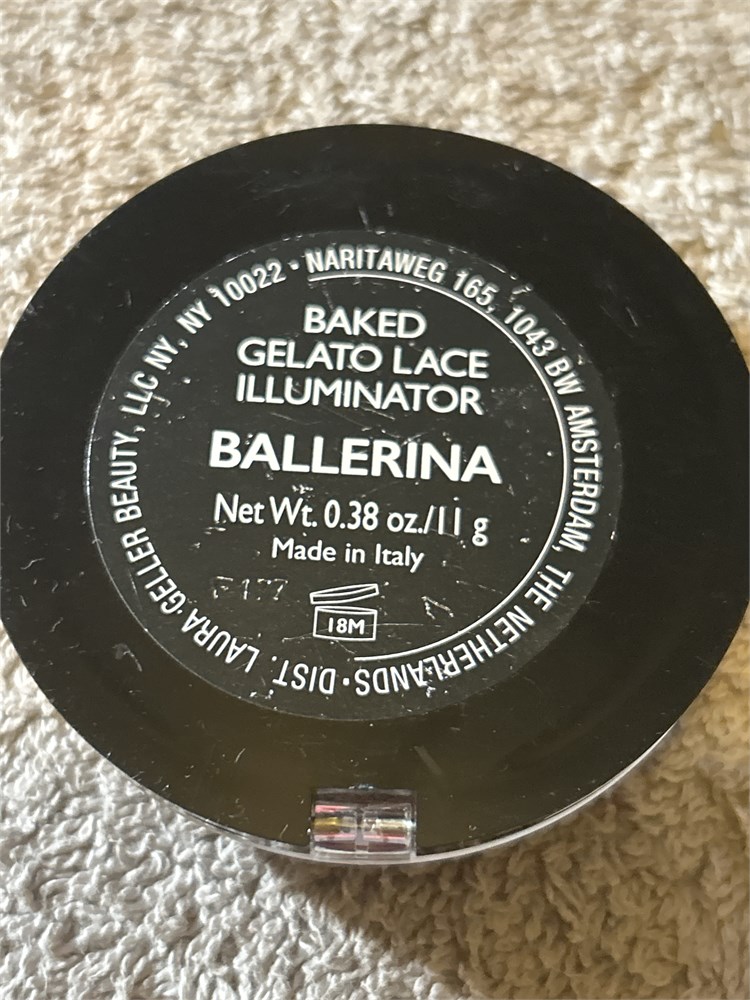 BAKED
GELATO LACE
ILLUMINATOR
BALLERINA
Net Wt. 0.38 oz./11 g
Made in Italy
18M
DIST. LAURA GELLER BEAUTY, LLC NY, NY 10022 • NARITAWEG 165, 1043 BW AMSTERDAM, THE NETHERLANDS •